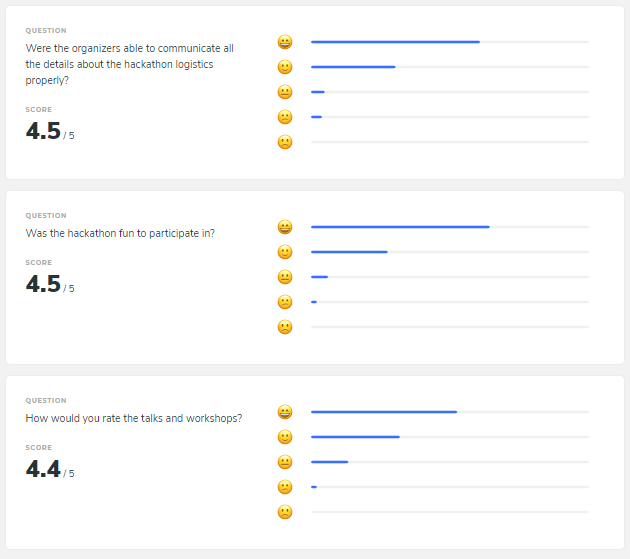 QUESTION
Were the organizers able to communicate all
the details about the hackathon logistics
properly?
SCORE
4.5 / 5
QUESTION
Was the hackathon fun to participate in?
SCORE
4.5 / 5
QUESTION
How would you rate the talks and workshops?
SCORE
4.4 / 5